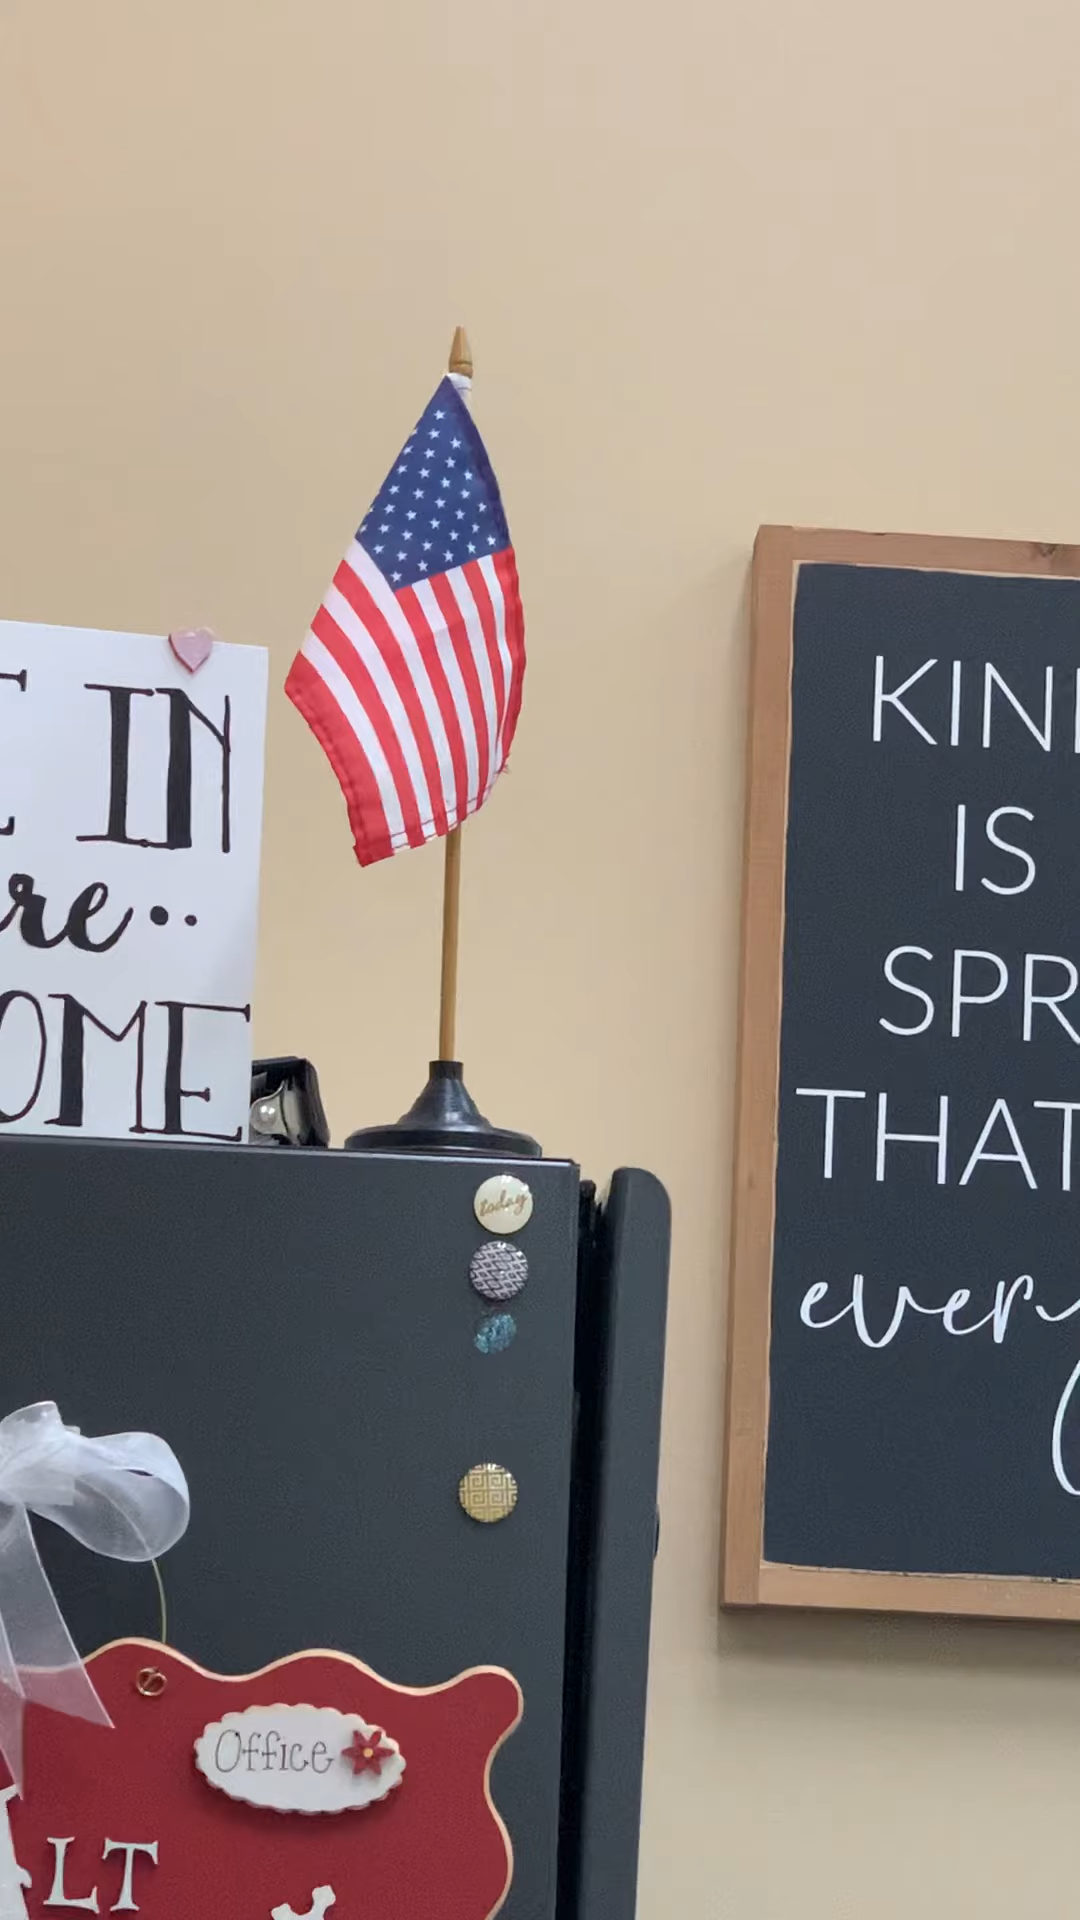 IN
re..
OME
KIN
IS
SPR
THAT
ever
today
Office
LT